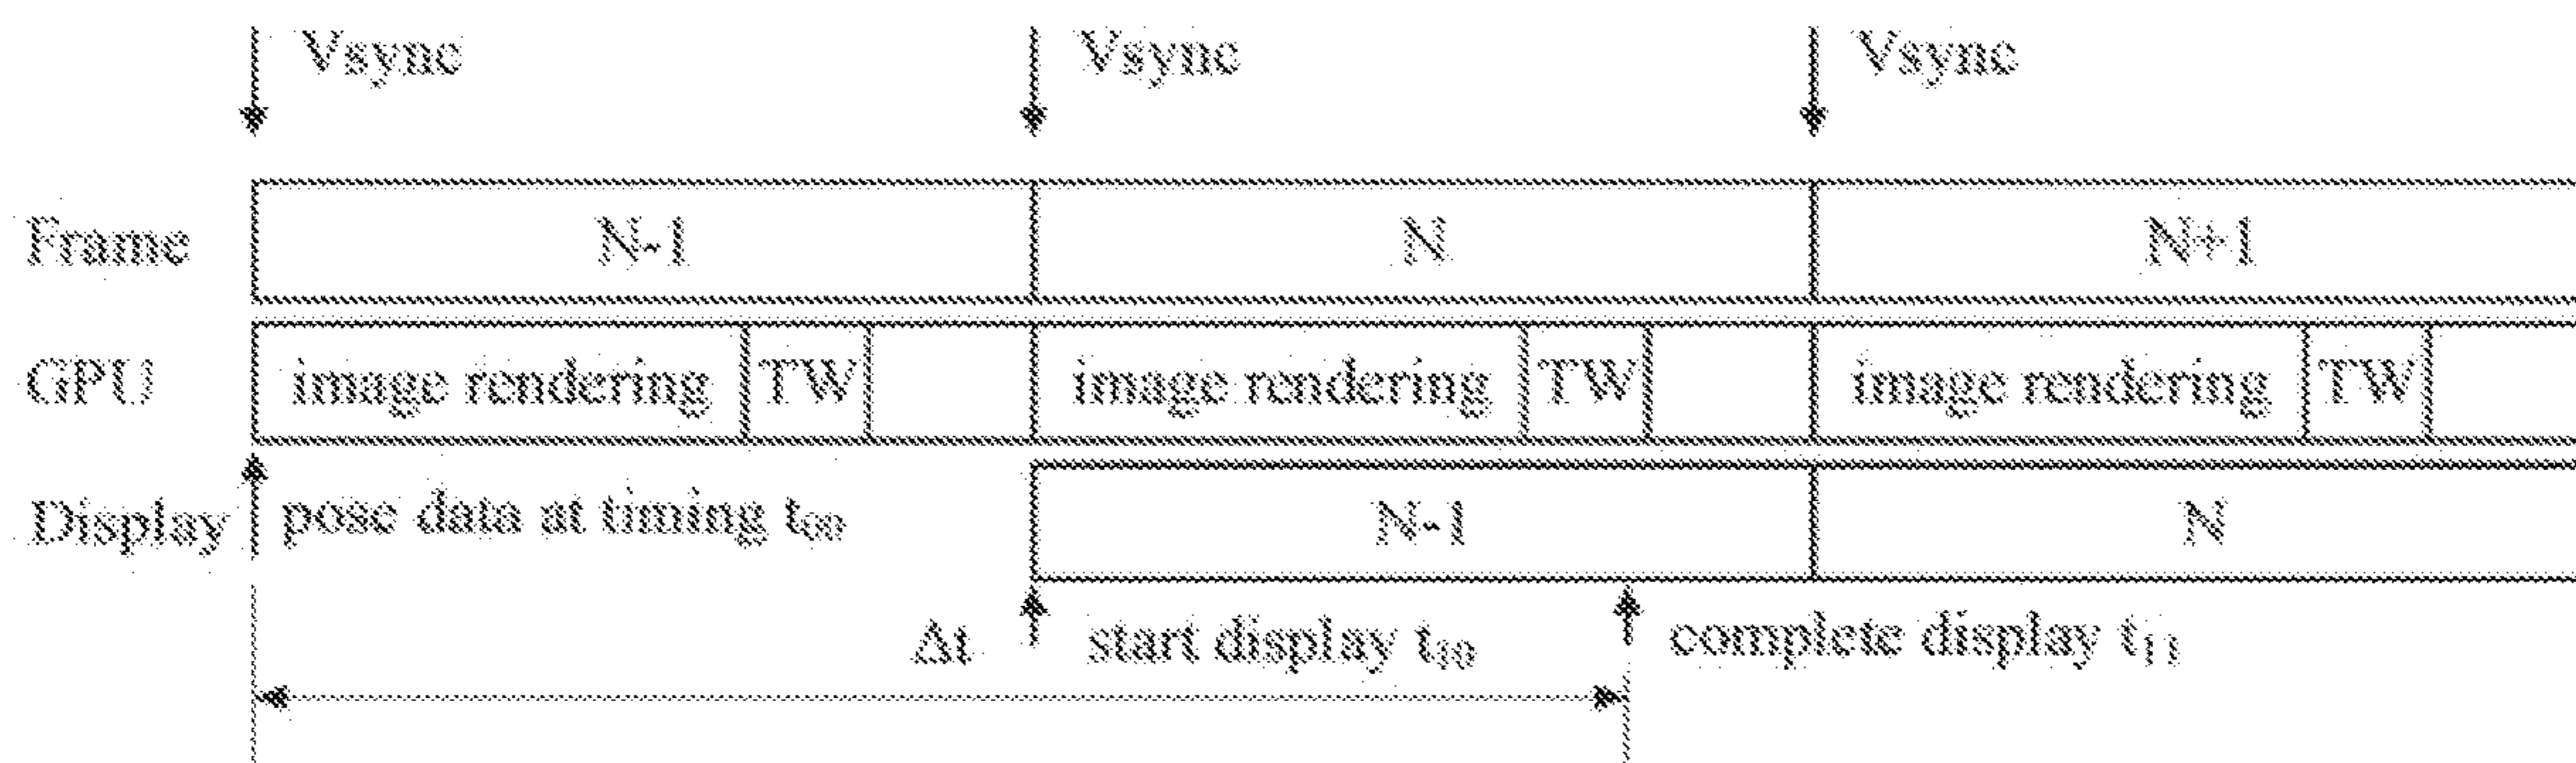 Vsync Vsync Vsync
Frame N-1 N N+1
GPU image rendering TW image rendering TW image rendering TW
Display pose data at timing t₀₀ N-1 N
Δt start display t₁₀ complete display t₁₁